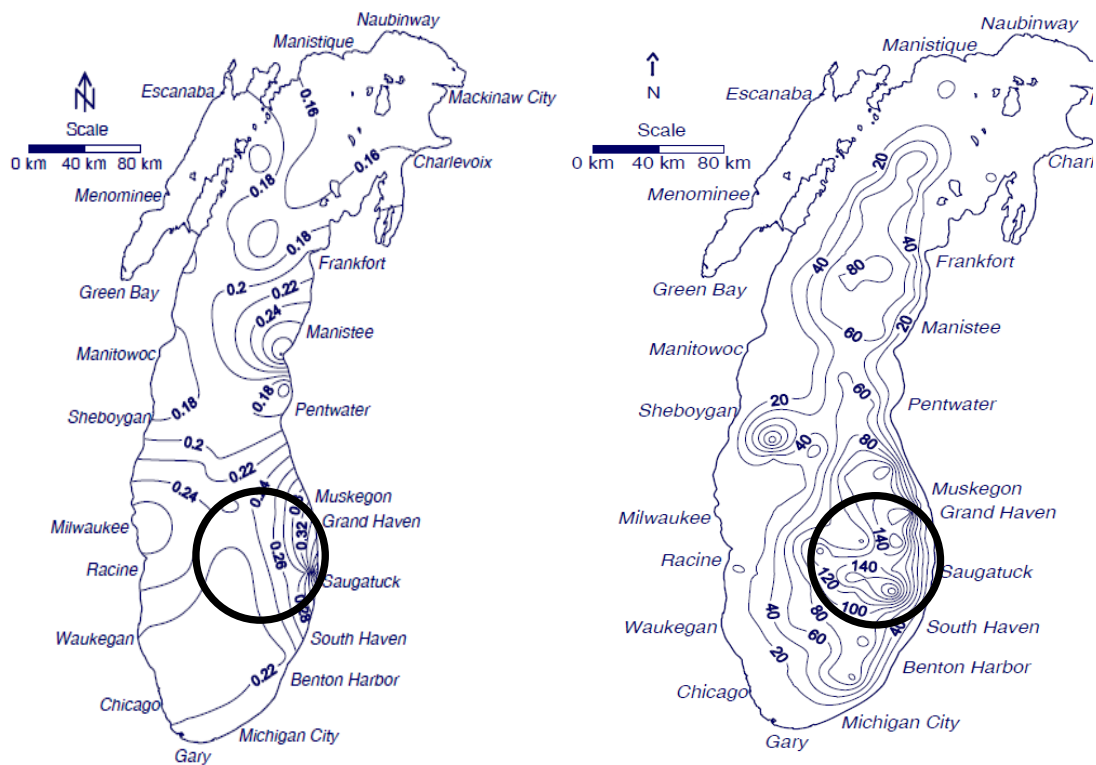 Naubinway
Manistique
Escanaba
Mackinaw City
N
Scale
0 km 40 km 80 km
Charlevoix
Menominee
Green Bay
Frankfort
Manistee
Manitowoc
Sheboygan
Pentwater
Muskegon
Grand Haven
Milwaukee
Racine
Saugatuck
Waukegan
South Haven
Benton Harbor
Chicago
Michigan City
Gary
0.16
0.16
0.18
0.18
0.2
0.22
0.24
0.18
0.18
0.2
0.22
0.24
0.32
0.26
0.22
Naubinway
Manistique
Escanaba
N
Scale
0 km 40 km 80 km
Menominee
Green Bay
Frankfort
Manistee
Manitowoc
Sheboygan
Pentwater
Muskegon
Grand Haven
Milwaukee
Racine
Saugatuck
Waukegan
South Haven
Benton Harbor
Chicago
Michigan City
Gary
20
40
40
80
60
20
60
20
40
80
140
140
120
100
80
40
60
40
20